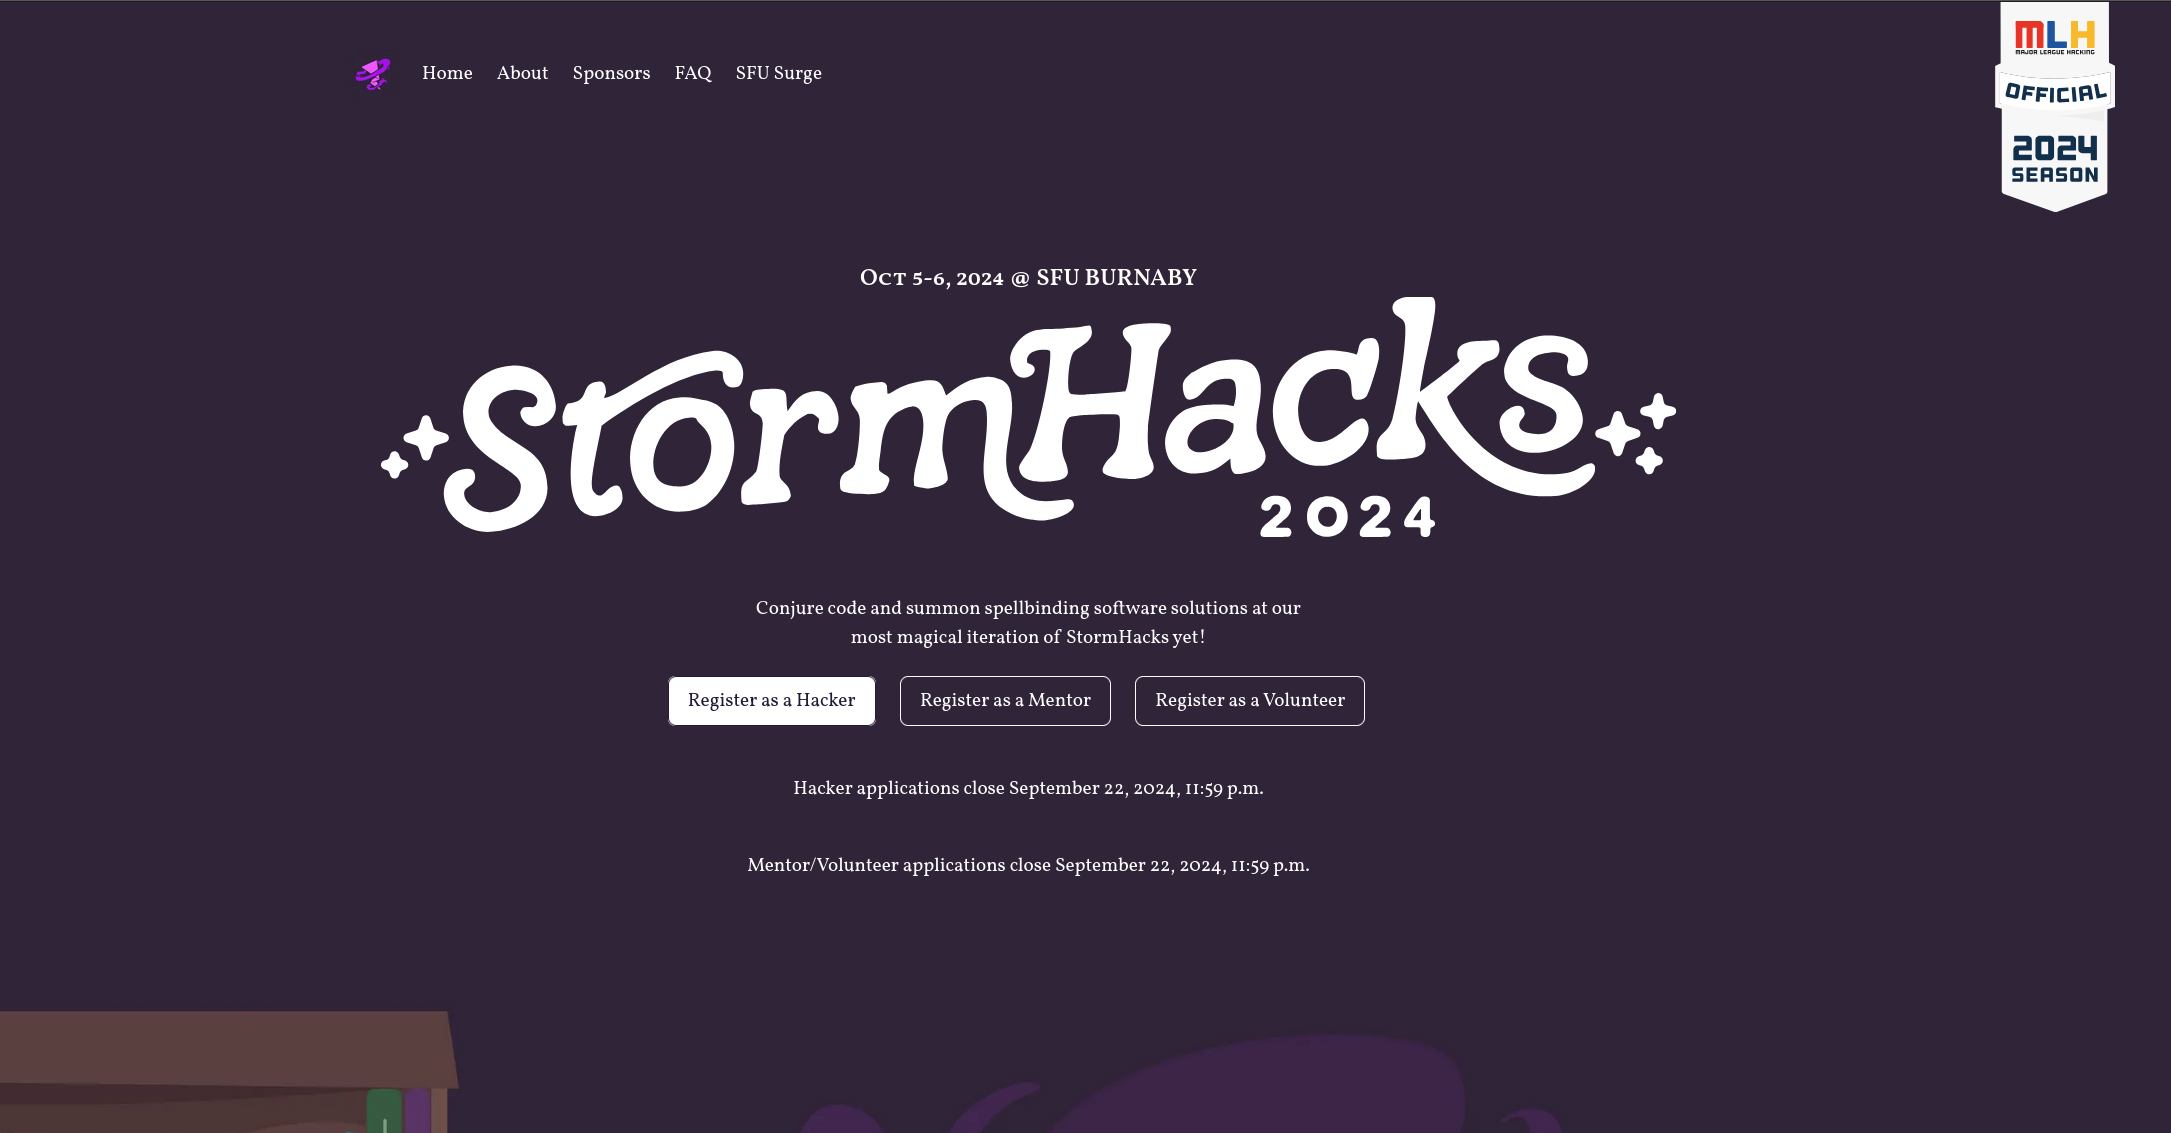 Home About Sponsors FAQ SFU Surge
MLH
MAJOR LEAGUE HACKING
OFFICIAL
2024
SEASON
Oct 5-6, 2024 @ SFU BURNABY
StormHacks
2024
Conjure code and summon spellbinding software solutions at our
most magical iteration of StormHacks yet!
Register as a Hacker Register as a Mentor Register as a Volunteer
Hacker applications close September 22, 2024, 11:59 p.m.
Mentor/Volunteer applications close September 22, 2024, 11:59 p.m.